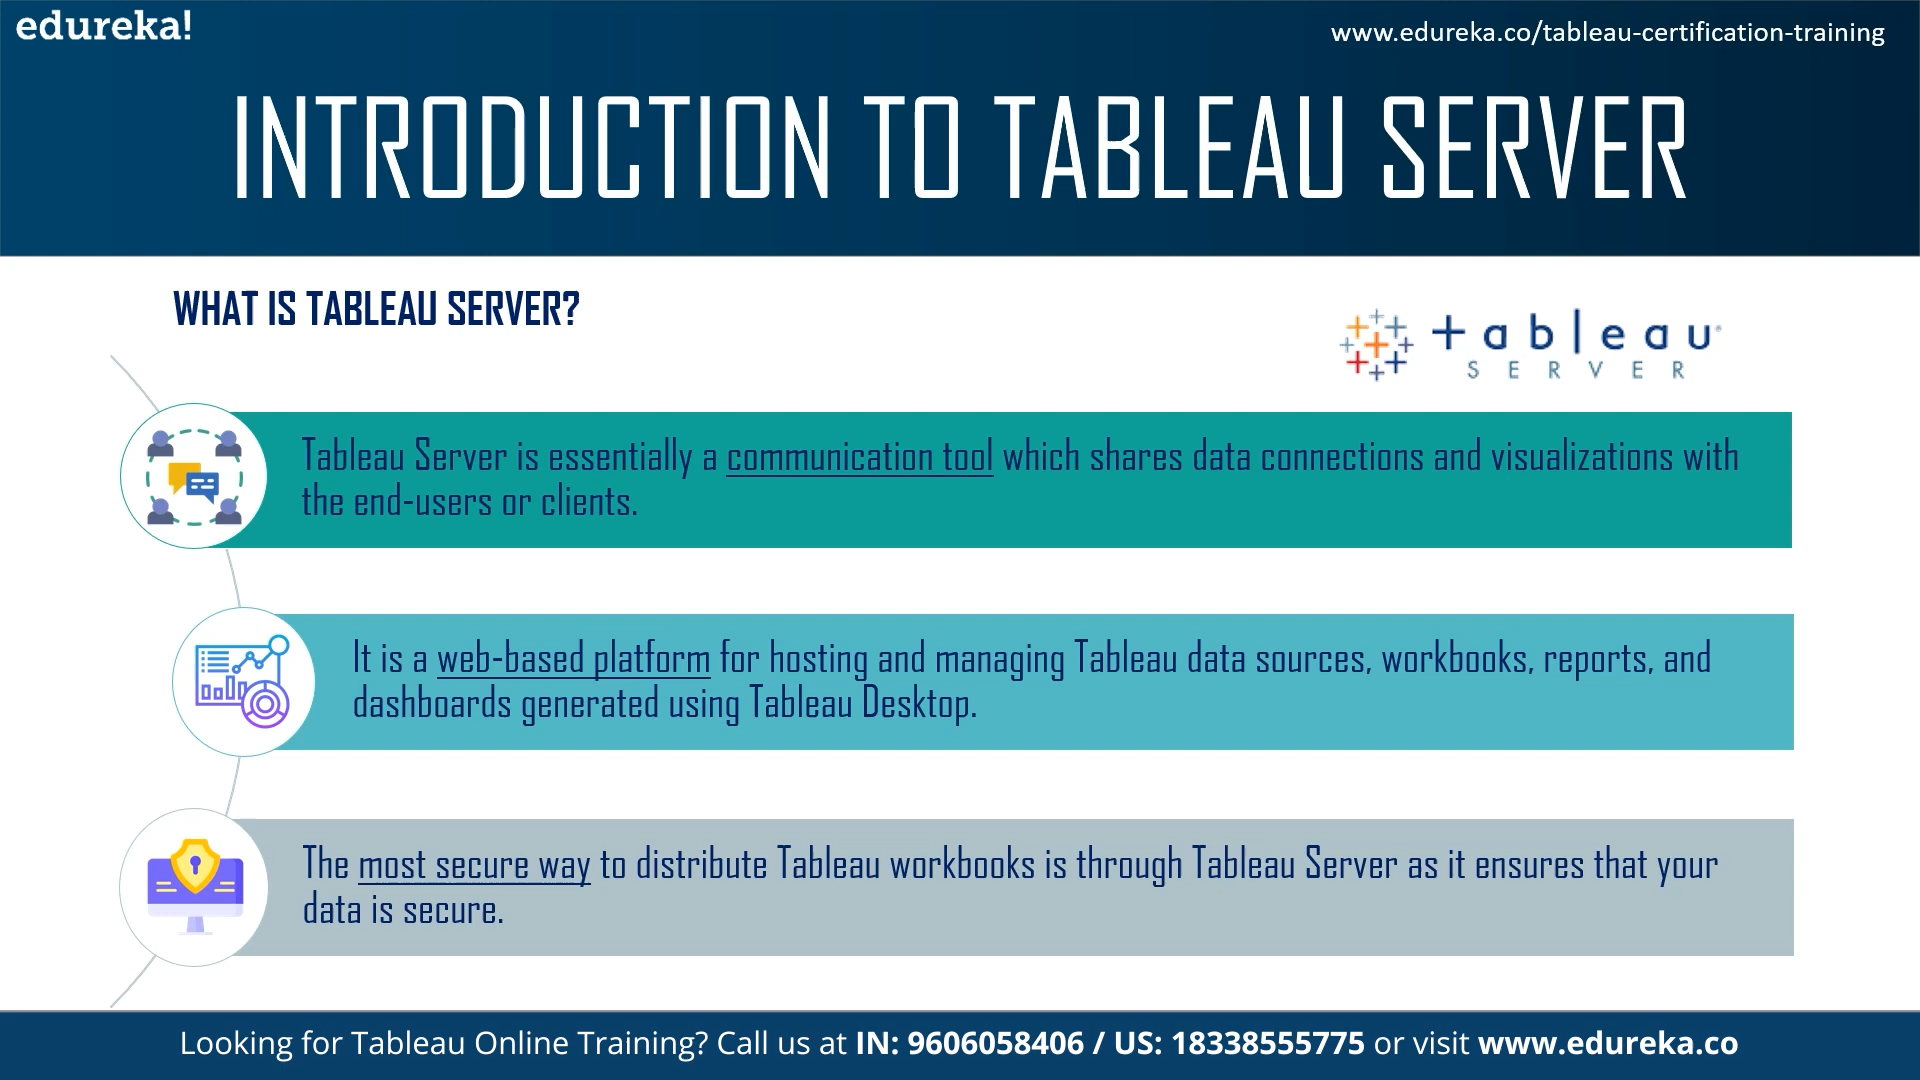 edureka!
www.edureka.co/tableau-certification-training
INTRODUCTION TO TABLEAU SERVER
WHAT IS TABLEAU SERVER?
+ableau
SERVER
Tableau Server is essentially a communication tool which shares data connections and visualizations with
the end-users or clients.
It is a web-based platform for hosting and managing Tableau data sources, workbooks, reports, and
dashboards generated using Tableau Desktop.
The most secure way to distribute Tableau workbooks is through Tableau Server as it ensures that your
data is secure.
Looking for Tableau Online Training? Call us at IN: 9606058406 / US: 18338555775 or visit www.edureka.co